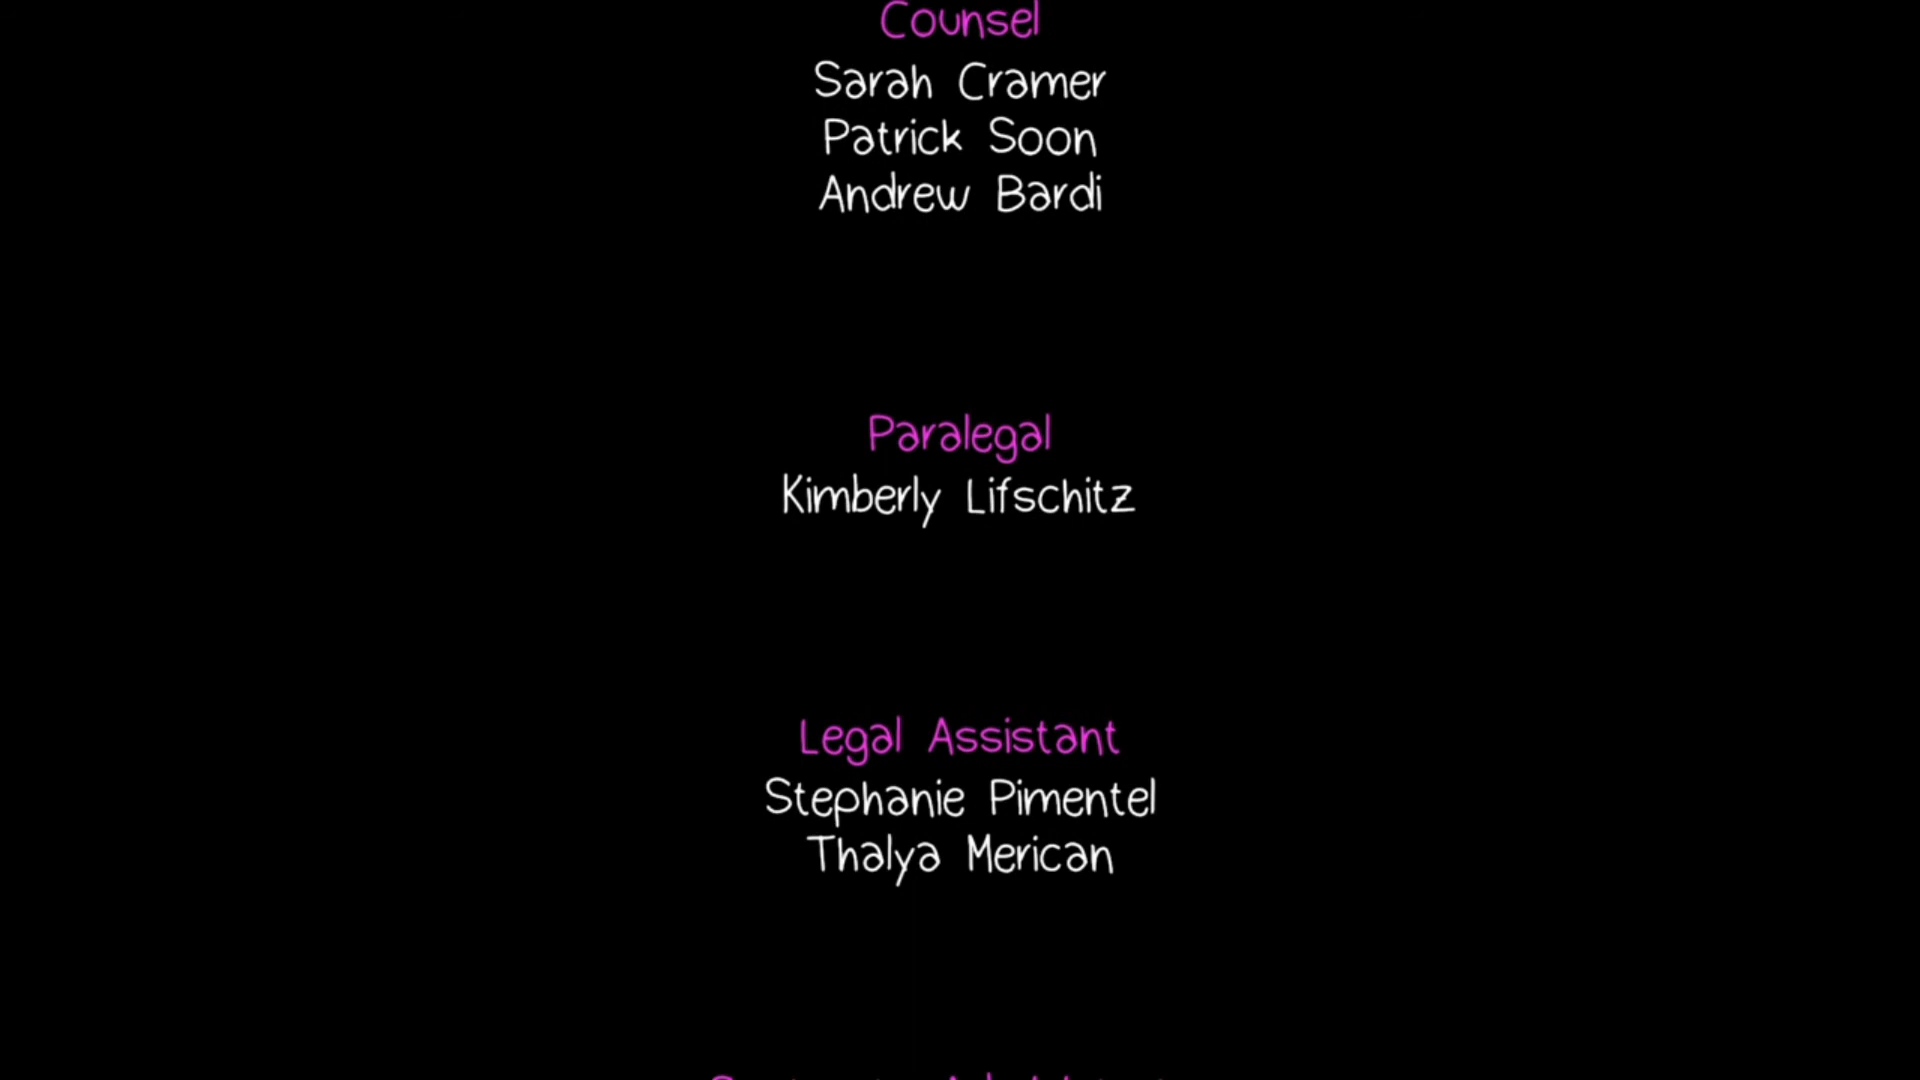 Counsel
Sarah Cramer
Patrick Soon
Andrew Bardi
Paralegal
Kimberly Lifschitz
Legal Assistant
Stephanie Pimentel
Thalya Merican